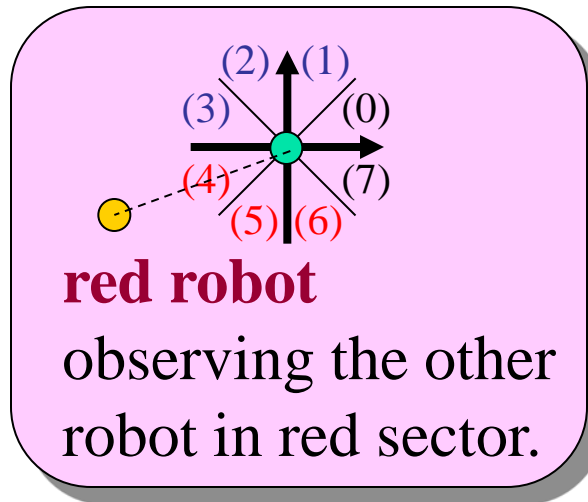 (2) (1)
(3) (0)
(4) (7)
(5) (6)
red robot
observing the other
robot in red sector.